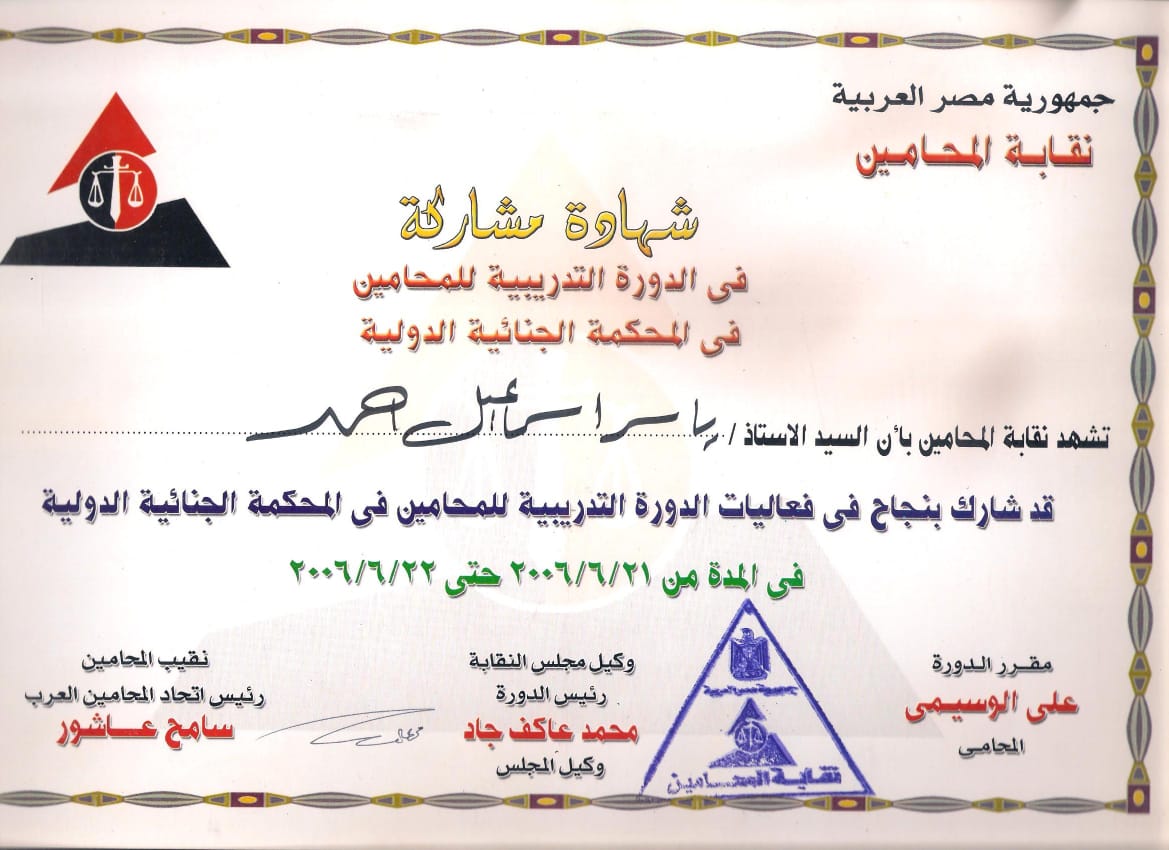 جمهورية مصر العربية
نقابة المحامين
شهادة مشاركة
فى الدورة التدريبية للمحامين
فى المحكمة الجنائية الدولية
تشهد نقابة المحامين بأن السيد الاستاذ / ياسر اسماعيل احمد
قد شارك بنجاح فى فعاليات الدورة التدريبية للمحامين فى المحكمة الجنائية الدولية
فى المدة من ٢٠٠٦/٦/٢١ حتى ٢٠٠٦/٦/٢٢
مقرر الدورة
على الوسيمى
المحامى
وكيل مجلس النقابة
رئيس الدورة
محمد عاكف جاد
وكيل المجلس
نقيب المحامين
رئيس اتحاد المحامين العرب
سامح عاشور
جمهورية مصر العربية
نقابة المحامين